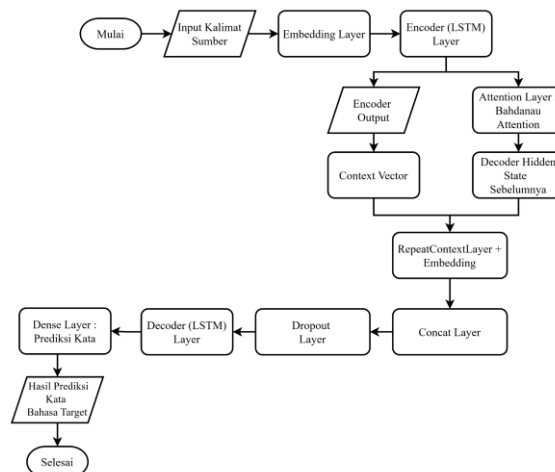 Mulai
Input Kalimat
Sumber
Embedding Layer
Encoder (LSTM)
Layer
Encoder
Output
Attention Layer :
Bahdanau
Attention
Context Vector
Decoder Hidden
State
Sebelumnya
RepeatContextLayer +
Embedding
Concat Layer
Dropout
Layer
Decoder (LSTM)
Layer
Dense Layer :
Prediksi Kata
Hasil Prediksi
Kata
Bahasa Target
Selesai